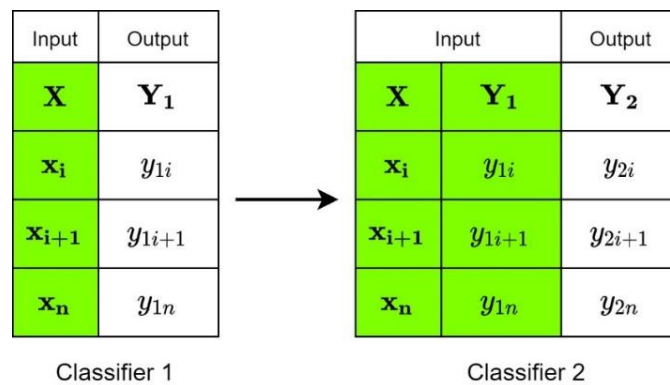 Input Output Input Output
X Y₁ X Y₁ Y₂
xᵢ y₁ᵢ xᵢ y₁ᵢ y₂ᵢ
xᵢ₊₁ y₁ᵢ₊₁ xᵢ₊₁ y₁ᵢ₊₁ y₂ᵢ₊₁
xₙ y₁ₙ xₙ y₁ₙ y₂ₙ
Classifier 1 Classifier 2